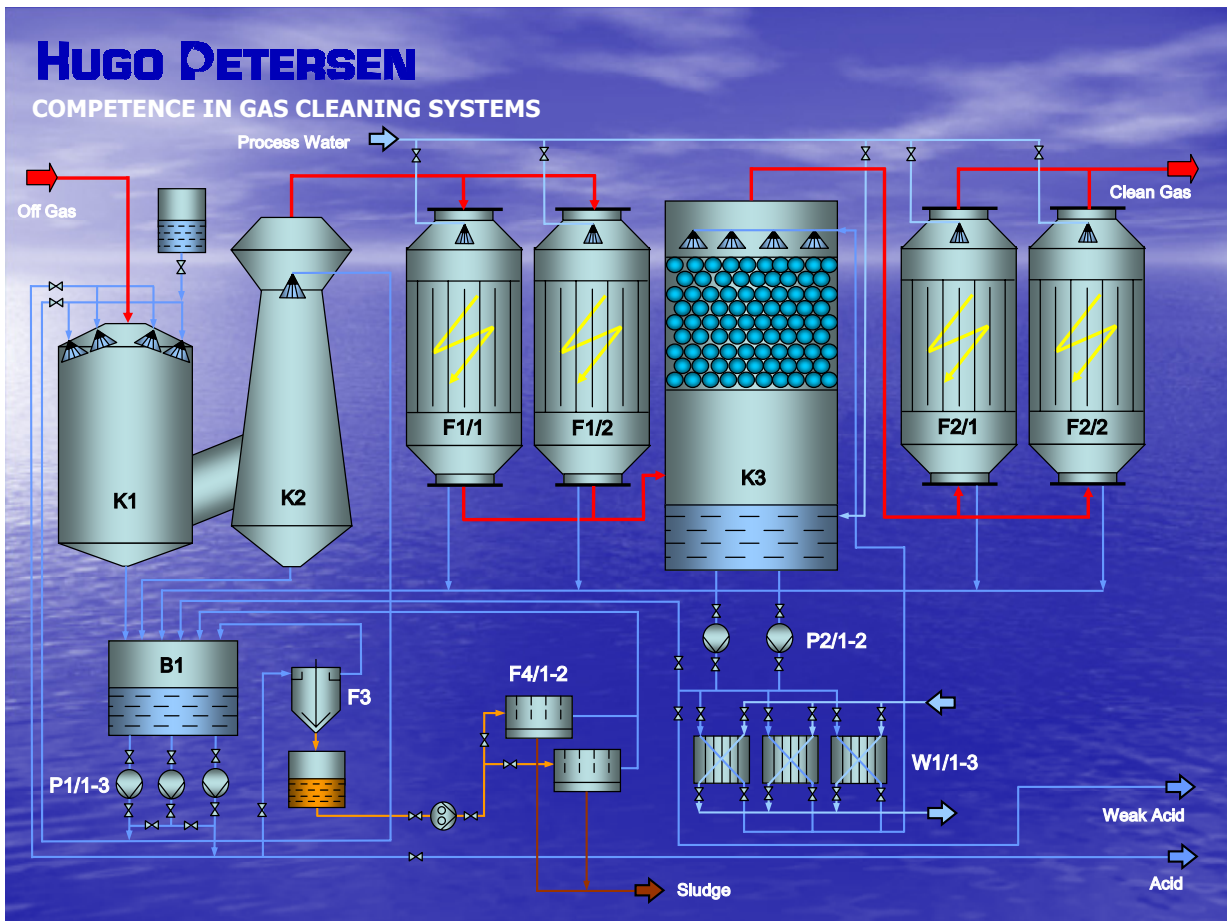 HUGO PETERSEN
COMPETENCE IN GAS CLEANING SYSTEMS
Process Water
Off Gas
Clean Gas
F1/1
F1/2
F2/1
F2/2
K1
K2
K3
B1
F3
F4/1-2
P2/1-2
P1/1-3
W1/1-3
Weak Acid
Acid
Sludge